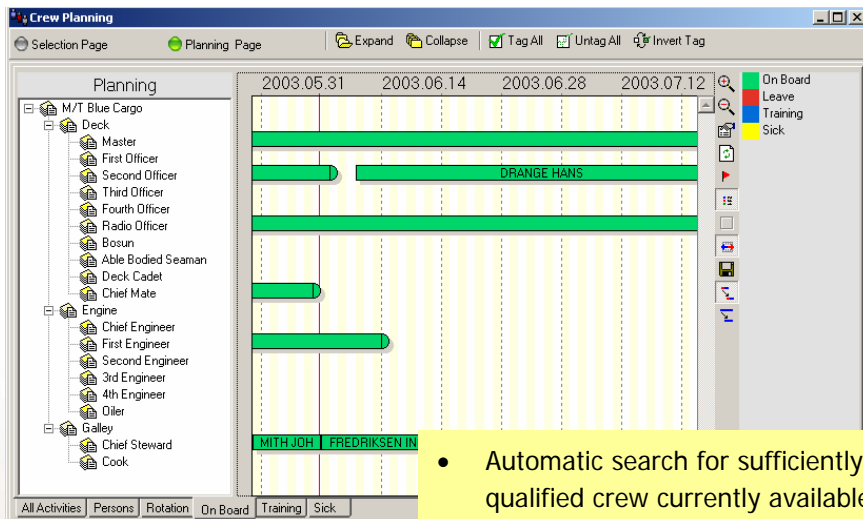 Crew Planning
Selection Page Planning Page Expand Collapse Tag All Untag All Invert Tag
Planning
2003.05.31 2003.06.14 2003.06.28 2003.07.12
On Board
Leave
Training
Sick
M/T Blue Cargo
Deck
Master
First Officer
Second Officer
Third Officer
Fourth Officer
Radio Officer
Bosun
Able Bodied Seaman
Deck Cadet
Chief Mate
Engine
Chief Engineer
First Engineer
Second Engineer
3rd Engineer
4th Engineer
Oiler
Galley
Chief Steward
Cook
DRANGE HANS
MITH JOH FREDRIKSEN IN
• Automatic search for sufficiently
qualified crew currently available
All Activities Persons Rotation On Board Training Sick